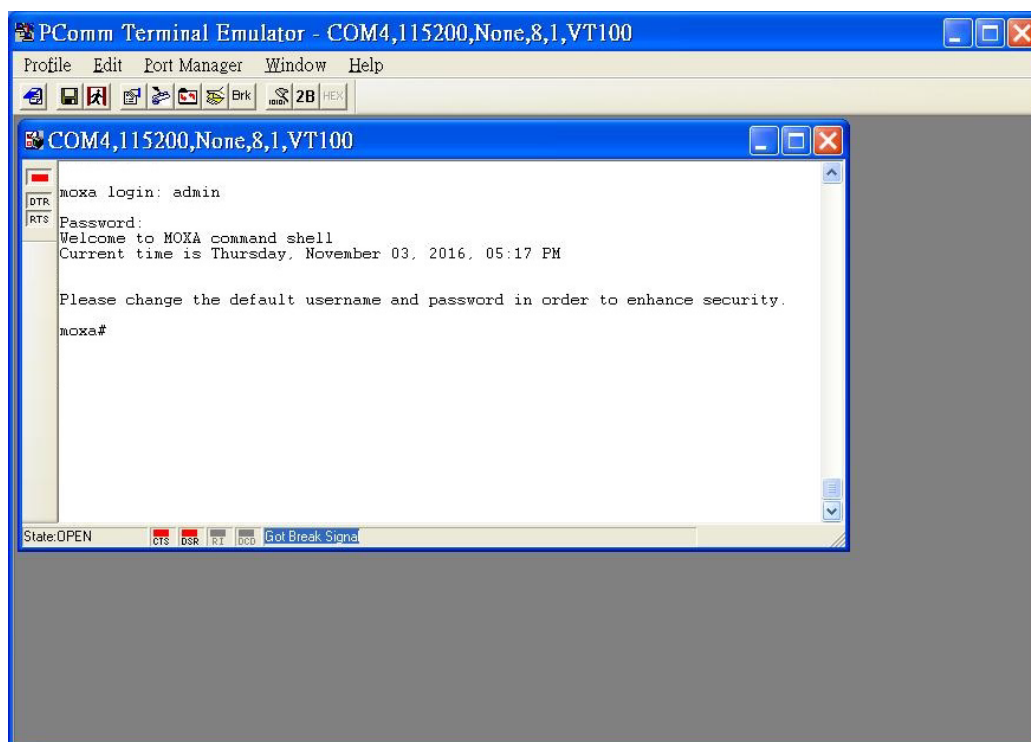 PComm Terminal Emulator - COM4,115200,None,8,1,VT100
Profile Edit Port Manager Window Help
Brk 2B HEX
COM4,115200,None,8,1,VT100
DTR
RTS
moxa login: admin
Password:
Welcome to MOXA command shell
Current time is Thursday, November 03, 2016, 05:17 PM
Please change the default username and password in order to enhance security.
moxa#
State:OPEN CTS DSR RI DCD Got Break Signal